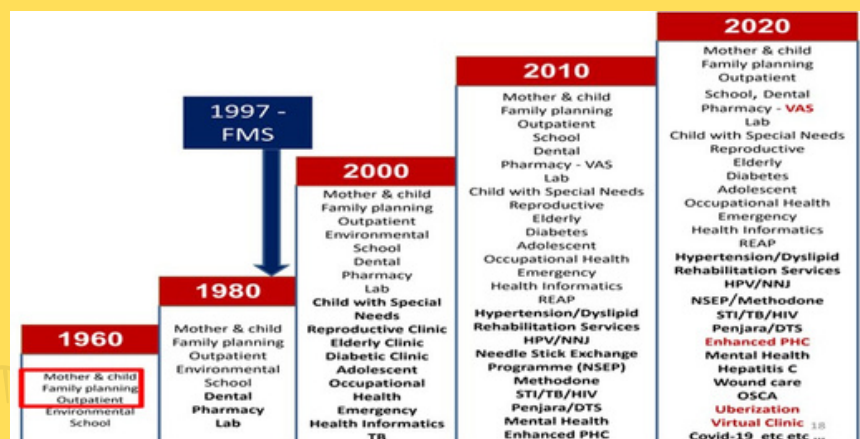 1960
Mother & child
Family planning
Outpatient
Environmental
School
1980
Mother & child
Family planning
Outpatient
Environmental
School
Dental
Pharmacy
Lab
1997 -
FMS
2000
Mother & child
Family planning
Outpatient
Environmental
School
Dental
Pharmacy
Lab
Child with Special
Needs
Reproductive Clinic
Elderly Clinic
Diabetic Clinic
Adolescent
Occupational
Health
Emergency
Health Informatics
TB
2010
Mother & child
Family planning
Outpatient
School
Dental
Pharmacy - VAS
Lab
Child with Special Needs
Reproductive
Elderly
Diabetes
Adolescent
Occupational Health
Emergency
Health Informatics
REAP
Hypertension/Dyslipid
Rehabilitation Services
HPV/NNJ
Needle Stick Exchange
Programme (NSEP)
Methodone
STI/TB/HIV
Penjara/DTS
Mental Health
Enhanced PHC
2020
Mother & child
Family planning
Outpatient
School, Dental
Pharmacy - VAS
Lab
Child with Special Needs
Reproductive
Elderly
Diabetes
Adolescent
Occupational Health
Emergency
Health Informatics
REAP
Hypertension/Dyslipid
Rehabilitation Services
HPV/NNJ
NSEP/Methodone
STI/TB/HIV
Penjara/DTS
Enhanced PHC
Mental Health
Hepatitis C
Wound care
OSCA
Uberization
Virtual Clinic
18
Covid-19 etc etc ...